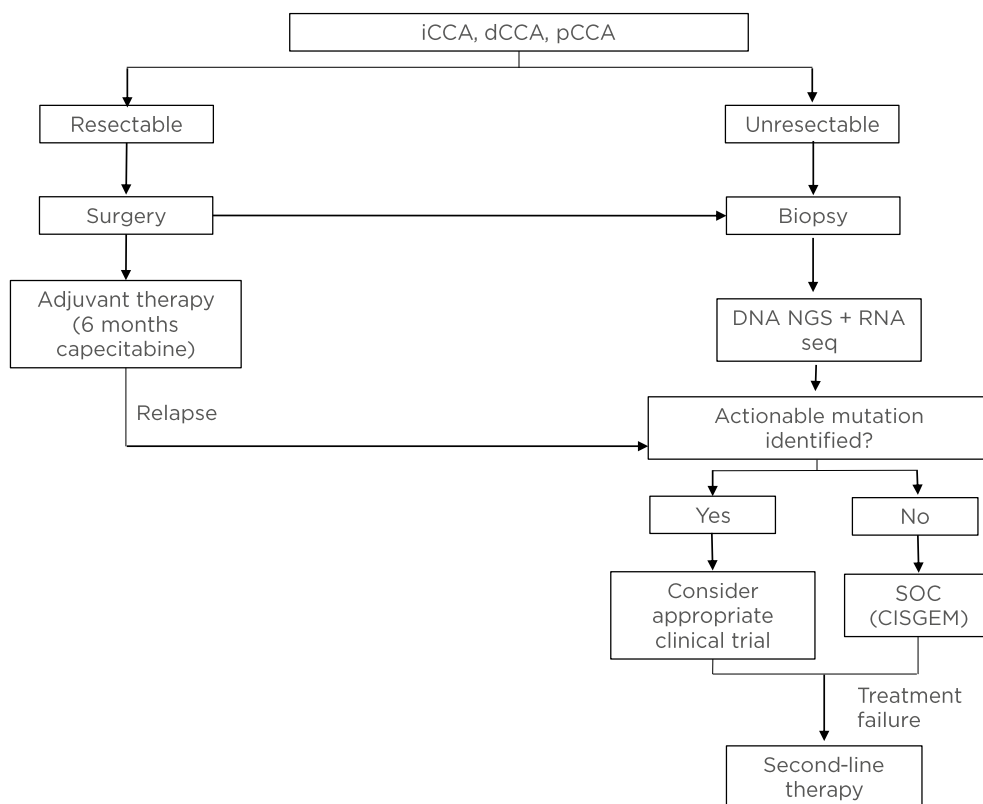 iCCA, dCCA, pCCA
Resectable
Unresectable
Surgery
Biopsy
Adjuvant therapy
(6 months
capecitabine)
DNA NGS + RNA
seq
Relapse
Actionable mutation
identified?
Yes
No
Consider
appropriate
clinical trial
SOC
(CISGEM)
Treatment
failure
Second-line
therapy